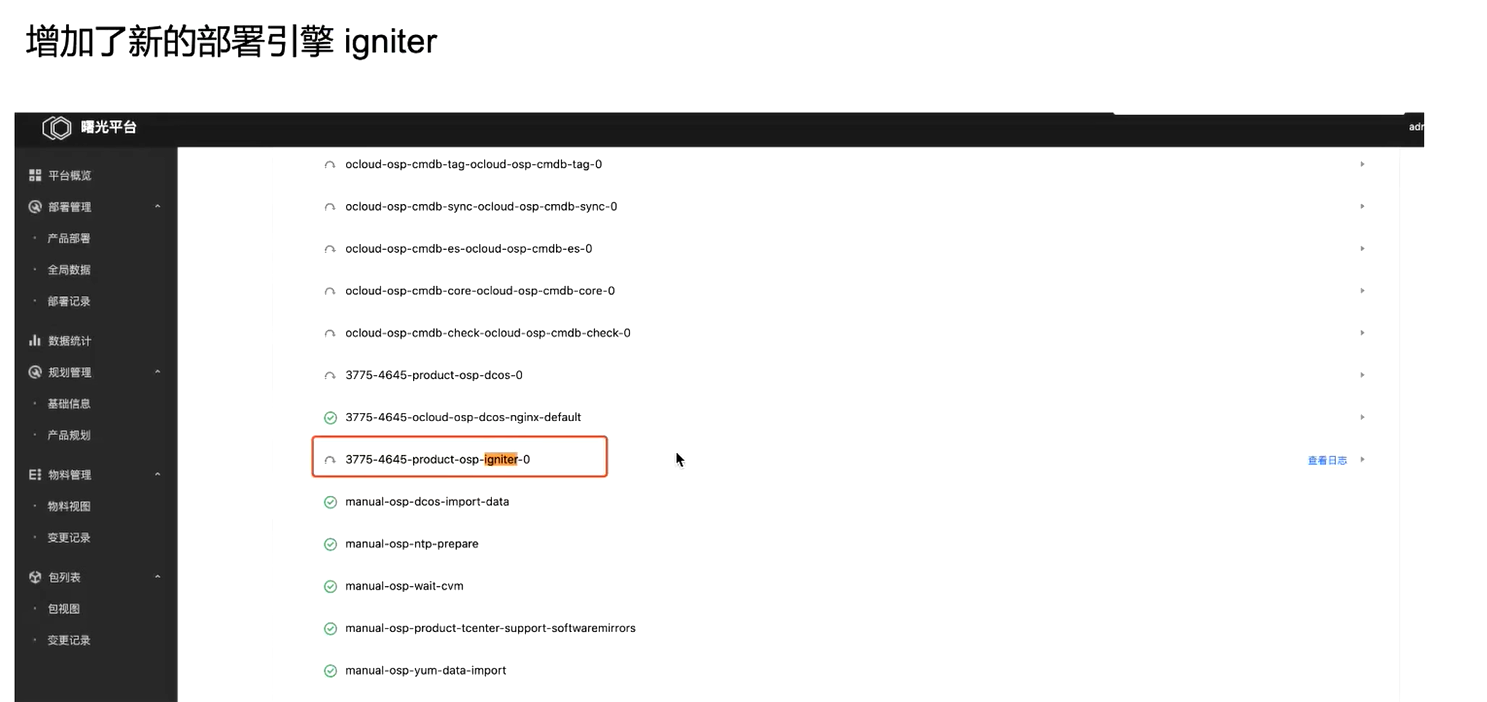 增加了新的部署引擎 igniter
曙光平台
adr
平台概览
部署管理
产品部署
全局数据
部署记录
数据统计
规划管理
基础信息
产品规划
物料管理
物料视图
变更记录
包列表
包视图
变更记录
ocloud-osp-cmdb-tag-ocloud-osp-cmdb-tag-0
ocloud-osp-cmdb-sync-ocloud-osp-cmdb-sync-0
ocloud-osp-cmdb-es-ocloud-osp-cmdb-es-0
ocloud-osp-cmdb-core-ocloud-osp-cmdb-core-0
ocloud-osp-cmdb-check-ocloud-osp-cmdb-check-0
3775-4645-product-osp-dcos-0
3775-4645-ocloud-osp-dcos-nginx-default
3775-4645-product-osp-igniter-0
查看日志
manual-osp-dcos-import-data
manual-osp-ntp-prepare
manual-osp-wait-cvm
manual-osp-product-tcenter-support-softwaremirrors
manual-osp-yum-data-import